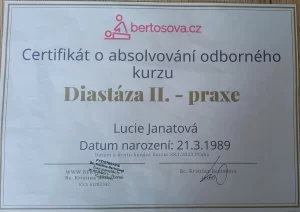 bertosova.cz
Certifikát o absolvování odborného
kurzu
Diastáza II. - praxe
Lucie Janatová
Datum narození: 21.3.1989